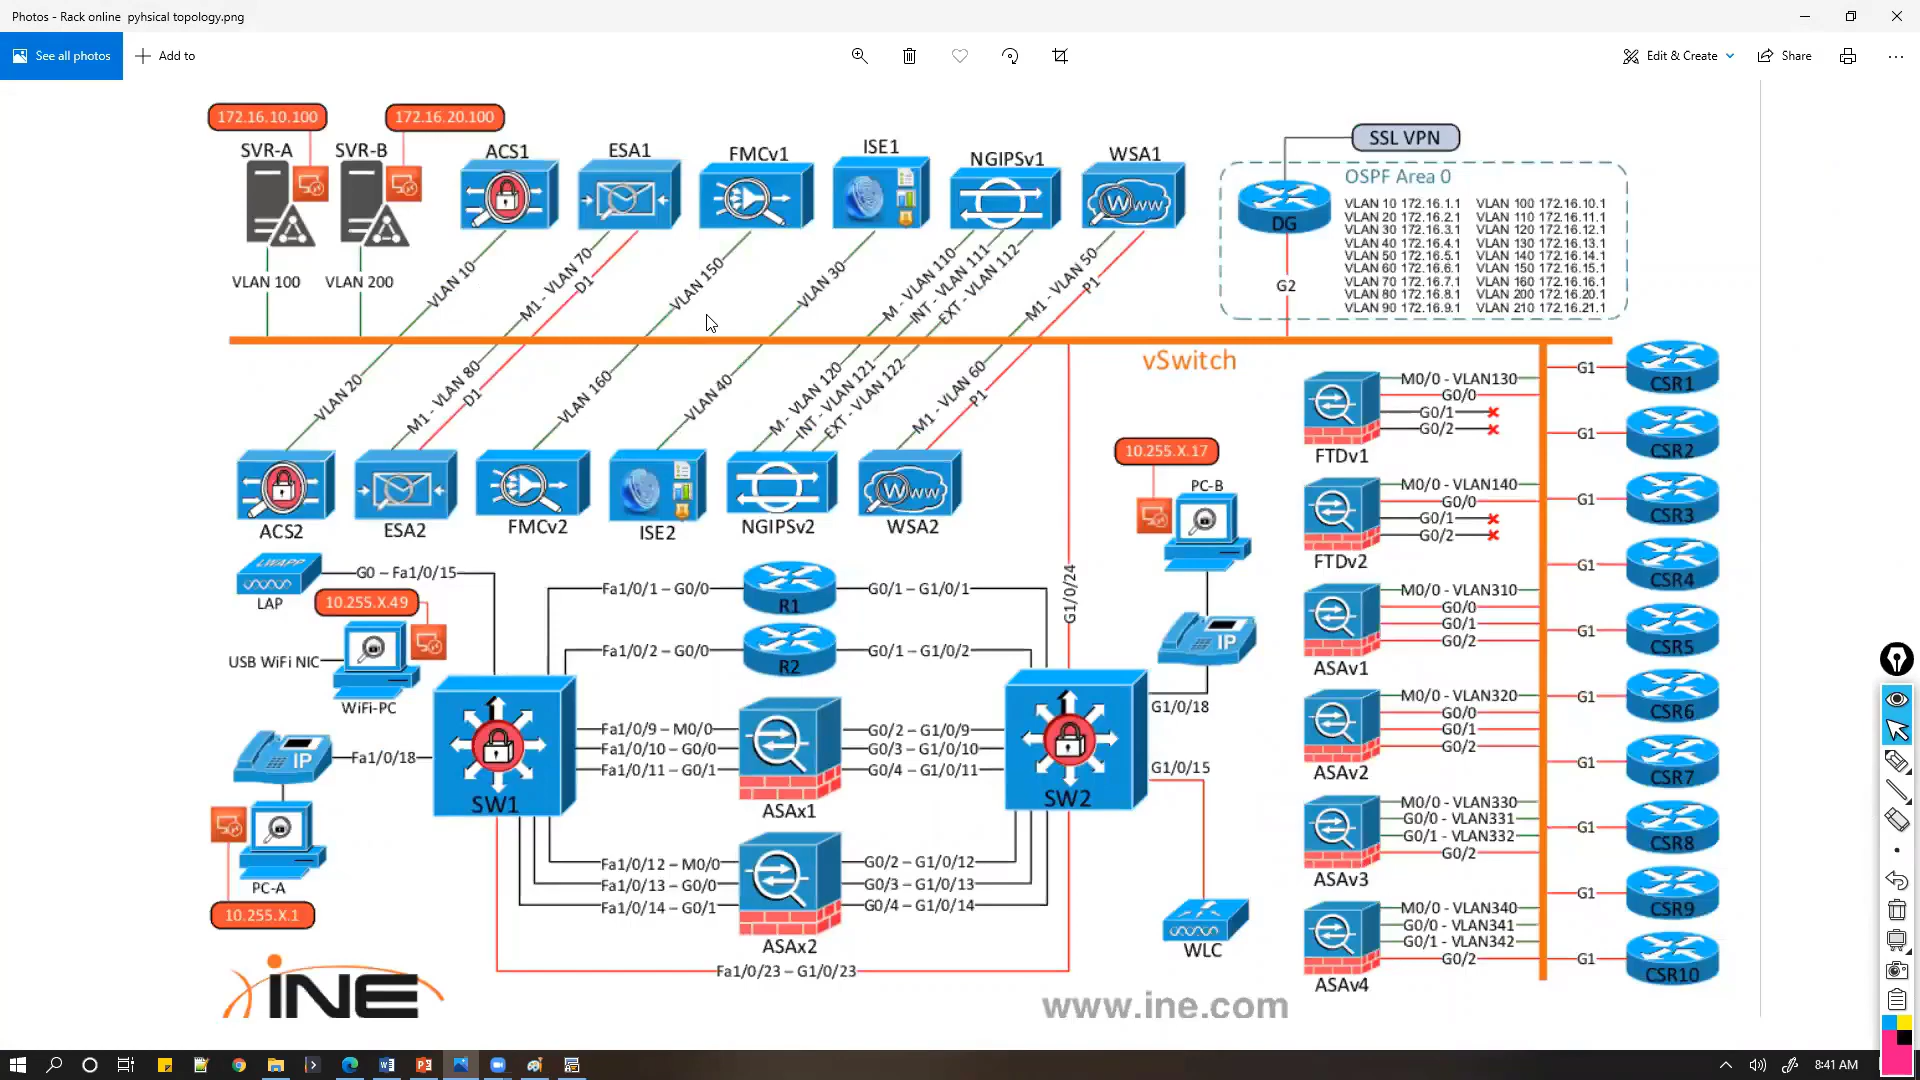 Photos - Rack online  pyhsical topology.png
See all photos
Add to
Edit & Create
Share
172.16.10.100
172.16.20.100
SVR-A
SVR-B
ACS1
ESA1
FMCv1
ISE1
NGIPSv1
WSA1
Www
SSL VPN
OSPF Area 0
DG
VLAN 10 172.16.1.1 VLAN 100 172.16.10.1
VLAN 20 172.16.2.1 VLAN 110 172.16.11.1
VLAN 30 172.16.3.1 VLAN 120 172.16.12.1
VLAN 40 172.16.4.1 VLAN 130 172.16.13.1
VLAN 50 172.16.5.1 VLAN 140 172.16.14.1
VLAN 60 172.16.6.1 VLAN 150 172.16.15.1
VLAN 70 172.16.7.1 VLAN 160 172.16.16.1
VLAN 80 172.16.8.1 VLAN 200 172.16.20.1
VLAN 90 172.16.9.1 VLAN 210 172.16.21.1
G2
VLAN 100
VLAN 200
VLAN 10
M1 - VLAN 70
D1
VLAN 150
VLAN 30
M - VLAN 110
INT - VLAN 111
EXT - VLAN 112
M1 - VLAN 50
P1
vSwitch
VLAN 20
M1 - VLAN 80
D1
VLAN 160
VLAN 40
M - VLAN 120
INT - VLAN 121
EXT - VLAN 122
M1 - VLAN 60
P1
ACS2
ESA2
FMCv2
ISE2
NGIPSv2
Www
WSA2
10.255.X.17
PC-B
IP
G1/0/24
LWAPP
LAP
G0 – Fa1/0/15
10.255.X.49
USB WiFi NIC
WiFi-PC
IP
Fa1/0/18
PC-A
10.255.X.1
SW1
Fa1/0/1 – G0/0
R1
G0/1 – G1/0/1
Fa1/0/2 – G0/0
R2
G0/1 – G1/0/2
Fa1/0/9 – M0/0
Fa1/0/10 – G0/0
Fa1/0/11 – G0/1
ASAx1
G0/2 – G1/0/9
G0/3 – G1/0/10
G0/4 – G1/0/11
SW2
G1/0/18
G1/0/15
WLC
Fa1/0/12 – M0/0
Fa1/0/13 – G0/0
Fa1/0/14 – G0/1
ASAx2
G0/2 – G1/0/12
G0/3 – G1/0/13
G0/4 – G1/0/14
Fa1/0/23 – G1/0/23
FTDv1
M0/0 - VLAN130
G0/0
G0/1
G0/2
FTDv2
M0/0 - VLAN140
G0/0
G0/1
G0/2
ASAv1
M0/0 - VLAN310
G0/0
G0/1
G0/2
ASAv2
M0/0 - VLAN320
G0/0
G0/1
G0/2
ASAv3
M0/0 - VLAN330
G0/0 - VLAN331
G0/1 - VLAN332
G0/2
ASAv4
M0/0 - VLAN340
G0/0 - VLAN341
G0/1 - VLAN342
G0/2
G1 CSR1
G1 CSR2
G1 CSR3
G1 CSR4
G1 CSR5
G1 CSR6
G1 CSR7
G1 CSR8
G1 CSR9
G1 CSR10
iNE
www.ine.com
8:41 AM